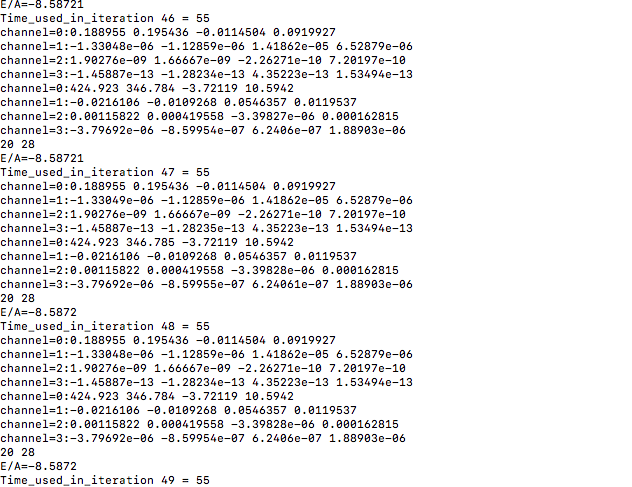 E/A=-8.58721
Time_used_in_iteration 46 = 55
channel=0:0.188955 0.195436 -0.0114504 0.0919927
channel=1:-1.33048e-06 -1.12859e-06 1.41862e-05 6.52879e-06
channel=2:1.90276e-09 1.66667e-09 -2.26271e-10 7.20197e-10
channel=3:-1.45887e-13 -1.28234e-13 4.35223e-13 1.53494e-13
channel=0:424.923 346.784 -3.72119 10.5942
channel=1:-0.0216106 -0.0109268 0.0546357 0.0119537
channel=2:0.00115822 0.000419558 -3.39827e-06 0.000162815
channel=3:-3.79692e-06 -8.59954e-07 6.2406e-07 1.88903e-06
20 28
E/A=-8.58721
Time_used_in_iteration 47 = 55
channel=0:0.188955 0.195436 -0.0114504 0.0919927
channel=1:-1.33049e-06 -1.12859e-06 1.41862e-05 6.52879e-06
channel=2:1.90276e-09 1.66667e-09 -2.26271e-10 7.20197e-10
channel=3:-1.45887e-13 -1.28235e-13 4.35223e-13 1.53494e-13
channel=0:424.923 346.785 -3.72119 10.5942
channel=1:-0.0216106 -0.010927 0.0546357 0.0119537
channel=2:0.00115822 0.000419558 -3.39828e-06 0.000162815
channel=3:-3.79692e-06 -8.59955e-07 6.24061e-07 1.88903e-06
20 28
E/A=-8.5872
Time_used_in_iteration 48 = 55
channel=0:0.188955 0.195436 -0.0114504 0.0919927
channel=1:-1.33048e-06 -1.12859e-06 1.41862e-05 6.52879e-06
channel=2:1.90276e-09 1.66667e-09 -2.26271e-10 7.20197e-10
channel=3:-1.45887e-13 -1.28234e-13 4.35223e-13 1.53494e-13
channel=0:424.923 346.784 -3.72119 10.5942
channel=1:-0.0216106 -0.0109268 0.0546357 0.0119537
channel=2:0.00115822 0.000419558 -3.39828e-06 0.000162815
channel=3:-3.79692e-06 -8.59954e-07 6.2406e-07 1.88903e-06
20 28
E/A=-8.5872
Time_used_in_iteration 49 = 55